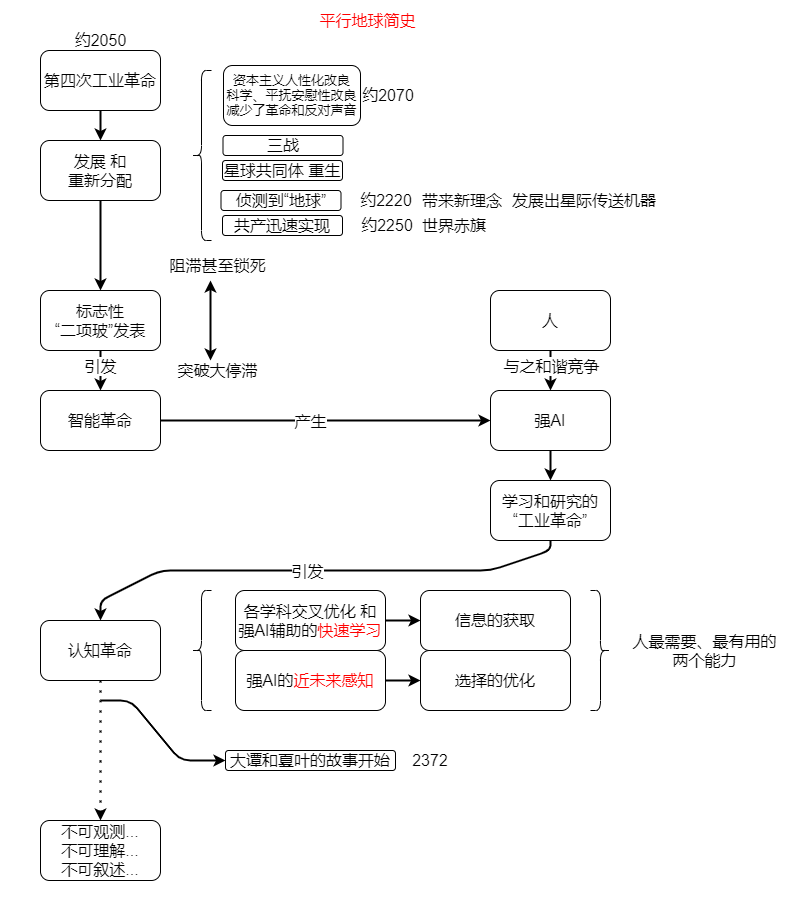 平行地球简史
约2050
第四次工业革命
资本主义人性化改良
科学、平抚安慰性改良
减少了革命和反对声音
约2070
发展 和
重新分配
三战
星球共同体 重生
侦测到“地球”
约2220 带来新理念 发展出星际传送机器
共产迅速实现
约2250 世界赤旗
阻滞甚至锁死
突破大停滞
标志性
“二项玻”发表
引发
智能革命
产生
人
与之和谐竞争
强AI
学习和研究的
“工业革命”
引发
认知革命
各学科交叉优化 和
强AI辅助的快速学习
信息的获取
强AI的近未来感知
选择的优化
人最需要、最有用的
两个能力
大谭和夏叶的故事开始
2372
不可观测...
不可理解...
不可叙述...